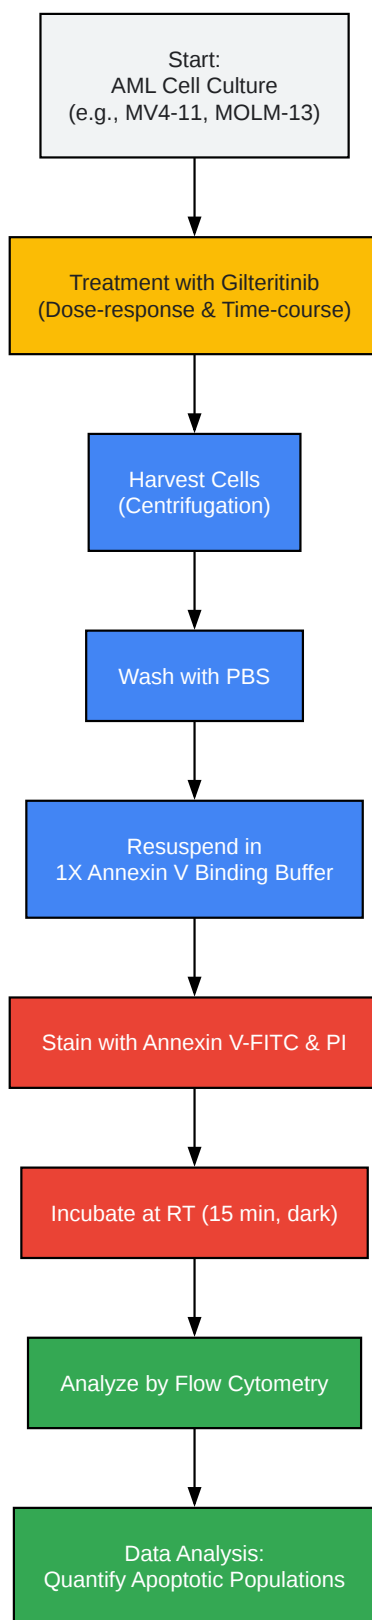 Start:
AML Cell Culture
(e.g., MV4-11, MOLM-13)
Treatment with Gilteritinib
(Dose-response & Time-course)
Harvest Cells
(Centrifugation)
Wash with PBS
Resuspend in
1X Annexin V Binding Buffer
Stain with Annexin V-FITC & PI
Incubate at RT (15 min, dark)
Analyze by Flow Cytometry
Data Analysis:
Quantify Apoptotic Populations